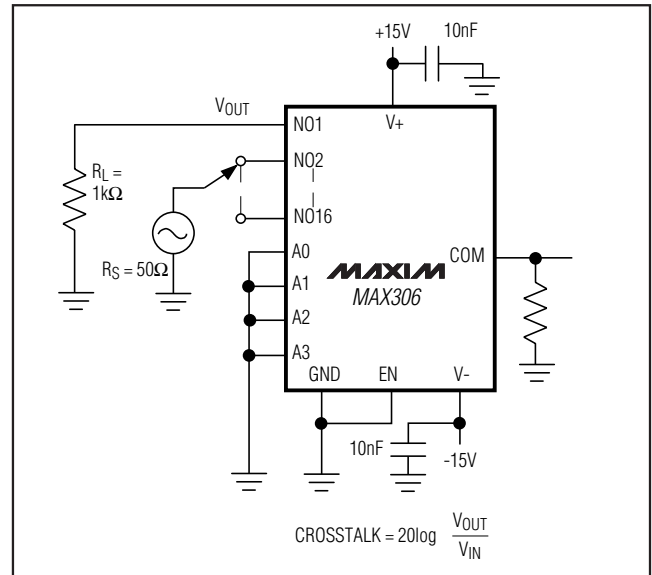 +15V
10nF
VOUT
NO1
V+
RL =
1kΩ
NO2
NO16
RS = 50Ω
A0
COM
MAXIM
MAX306
A1
A2
A3
GND
EN
V-
10nF
-15V
CROSSTALK = 20log VOUT
VIN